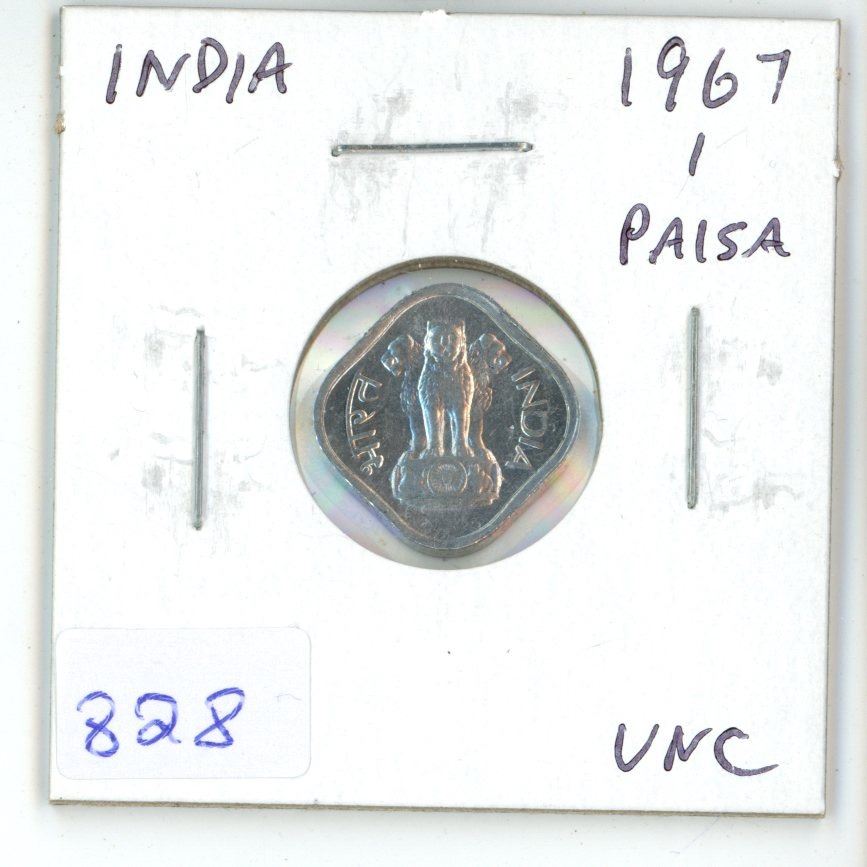 INDIA
1967
1
PAISA
भारत
INDIA
828
UNC